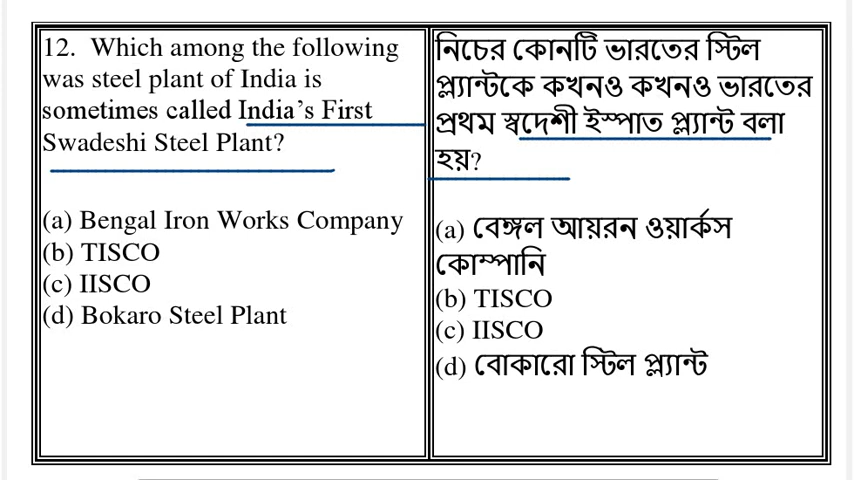 12. Which among the following
was steel plant of India is
sometimes called India's First
Swadeshi Steel Plant?
(a) Bengal Iron Works Company
(b) TISCO
(c) IISCO
(d) Bokaro Steel Plant
নিচের কোনটি ভারতের স্টিল
প্ল্যান্টকে কখনও কখনও ভারতের
প্রথম স্বদেশী ইস্পাত প্ল্যান্ট বলা
হয়?
(a) বেঙ্গল আয়রন ওয়ার্কস
কোম্পানি
(b) TISCO
(c) IISCO
(d) বোকারো স্টিল প্ল্যান্ট